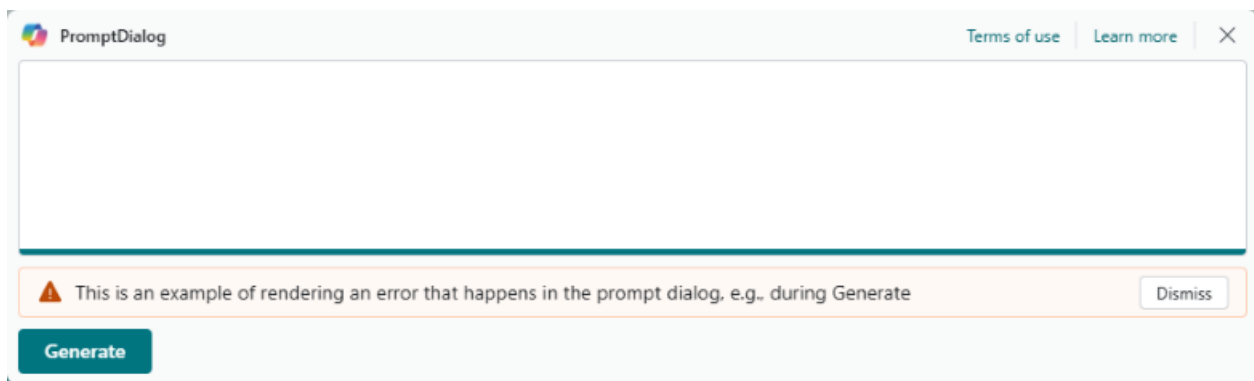 PromptDialog Terms of use Learn more
This is an example of rendering an error that happens in the prompt dialog, e.g., during Generate Dismiss
Generate